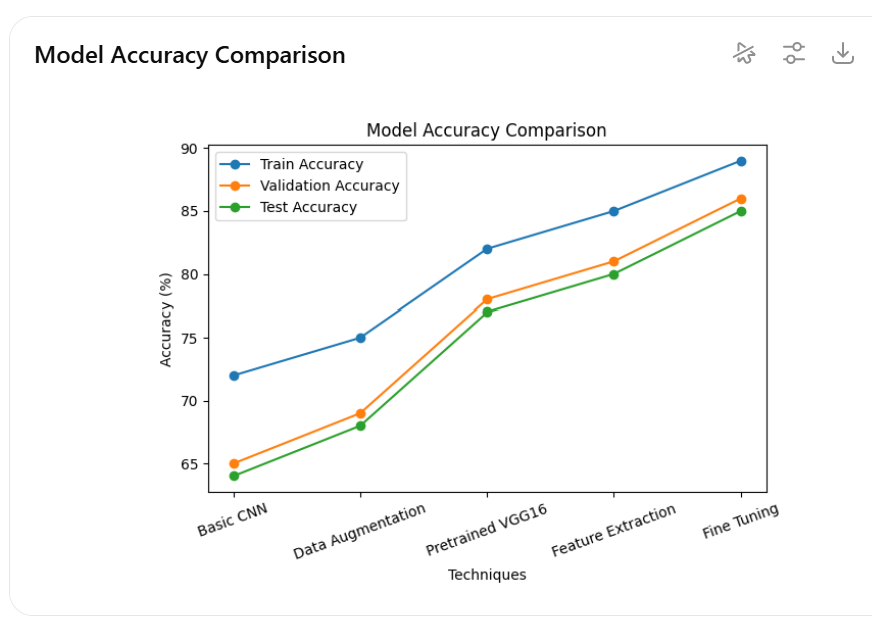 Model Accuracy Comparison
Model Accuracy Comparison
Train Accuracy
Validation Accuracy
Test Accuracy
90
85
80
75
70
65
Accuracy (%)
Basic CNN
Data Augmentation
Pretrained VGG16
Feature Extraction
Fine Tuning
Techniques